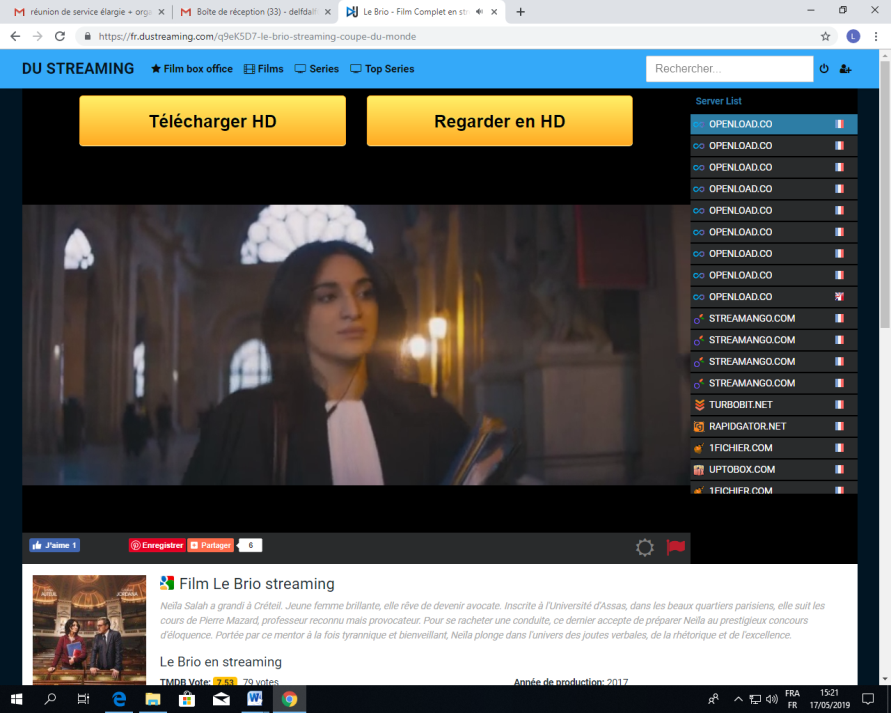 réunion de service élargie + orga
Boîte de réception (33) - delfdalf
Le Brio - Film Complet en str
https://fr.dustreaming.com/q9eK5D7-le-brio-streaming-coupe-du-monde
L
DU STREAMING
Film box office
Films
Series
Top Series
Rechercher...
Télécharger HD
Regarder en HD
Server List
OPENLOAD.CO
OPENLOAD.CO
OPENLOAD.CO
OPENLOAD.CO
OPENLOAD.CO
OPENLOAD.CO
OPENLOAD.CO
OPENLOAD.CO
OPENLOAD.CO
STREAMANGO.COM
STREAMANGO.COM
STREAMANGO.COM
STREAMANGO.COM
TURBOBIT.NET
RAPIDGATOR.NET
1FICHIER.COM
UPTOBOX.COM
1FICHIER.COM
J'aime 1
Enregistrer
Partager
6
Film Le Brio streaming
Neïla Salah a grandi à Créteil. Jeune femme brillante, elle rêve de devenir avocate. Inscrite à l'Université d'Assas, dans les beaux quartiers parisiens, elle suit les
cours de Pierre Mazard, professeur reconnu mais provocateur. Pour se racheter une conduite, ce dernier accepte de préparer Neïla au prestigieux concours
d'éloquence. Portée par ce mentor à la fois tyrannique et bienveillant, Neïla plonge dans l'univers des joutes verbales, de la rhétorique et de l'excellence.
Le Brio en streaming
TMDB Vote: 7.53 79 votes
Année de production: 2017
FRA
FR
15:21
17/05/2019